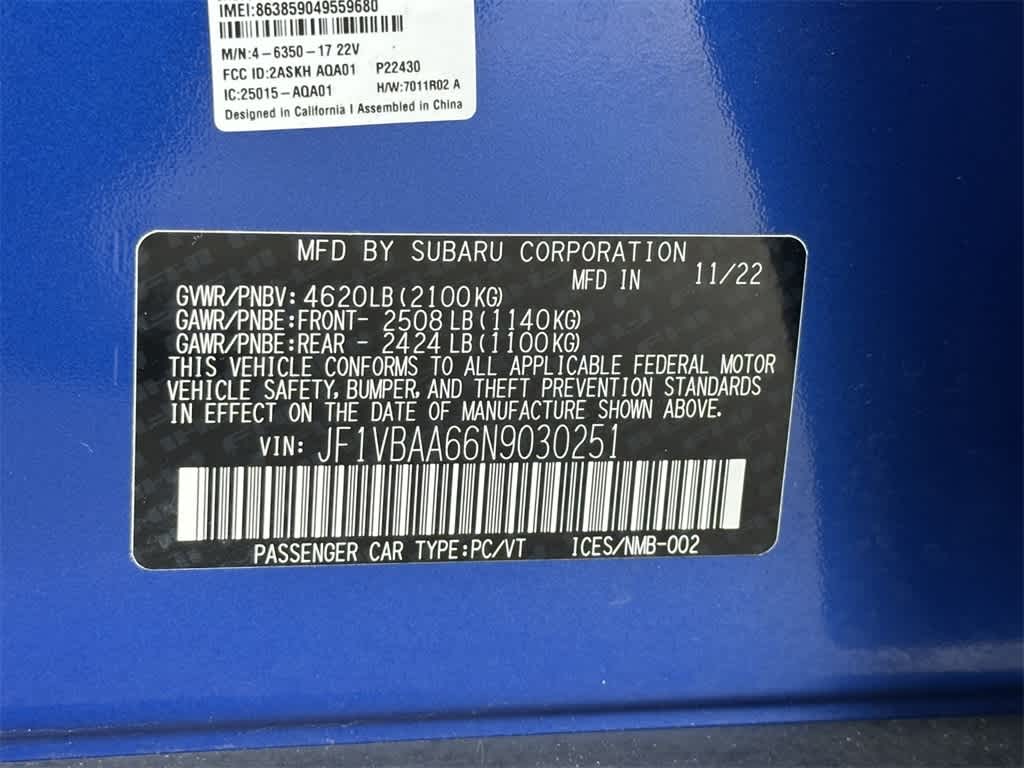 IMEI:863859049559680
M/N:4-6350-17 22V
FCC ID:2ASKH AQA01 P22430
IC:25015-AQA01 H/W:7011R02 A
Designed in California I Assembled in China
MFD BY SUBARU CORPORATION
MFD IN 11/22
GVWR/PNBV: 4620LB(2100KG)
GAWR/PNBE:FRONT- 2508 LB(1140KG)
GAWR/PNBE:REAR - 2424 LB(1100KG)
THIS VEHICLE CONFORMS TO ALL APPLICABLE FEDERAL MOTOR
VEHICLE SAFETY, BUMPER, AND THEFT PREVENTION STANDARDS
IN EFFECT ON THE DATE OF MANUFACTURE SHOWN ABOVE.
VIN: JF1VBAA66N9030251
PASSENGER CAR TYPE:PC/VT ICES/NMB-002